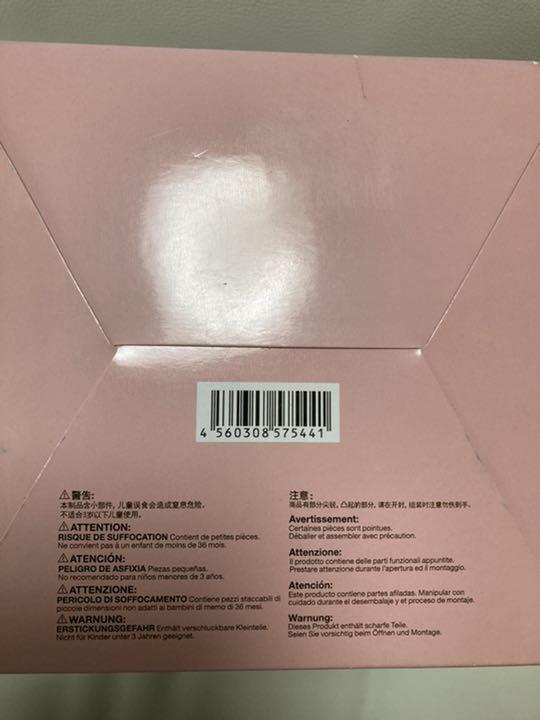 4 560308 575441
⚠警告:
本制品含小部件, 儿童误食会造成窒息危险,
不适合3岁以下儿童使用.
⚠ATTENTION:
RISQUE DE SUFFOCATION Contient de petites pièces.
Ne convient pas à un enfant de moins de 36 mois.
⚠ATENCIÓN:
PELIGRO DE ASFIXIA Piezas pequeñas.
No recomendado para niños menores de 3 años.
⚠ATTENZIONE:
PERICOLO DI SOFFOCAMENTO Contient pezzi staccabili di
piccole dimensioni non adatti ai bambini di memo di 36 mesi.
⚠WARNUNG:
ERSTICKUNGSGEFAHR Enthält verschluckbare Kleinteile.
Nicht für Kinder unter 3 Jahren geeignet.
注意:
商品有部分尖锐, 凸起的部分, 请在开封, 组装时注意勿伤到手.
Avertissement:
Certaines pièces sont pointues.
Déballer et assembler avec précaution.
Attenzione:
Il prodotto contiene delle parti funzionali appuntite.
Prestare attenzione durante l'apertura ed il montaggio.
Atención:
Este producto contiene partes afiladas. Manipular con
cuidado durante el desembalaje y el proceso de montaje.
Warnung:
Dieses Produkt enthält scharfe Teile.
Seien Sie vorsichtig beim Öffnen und Montage.